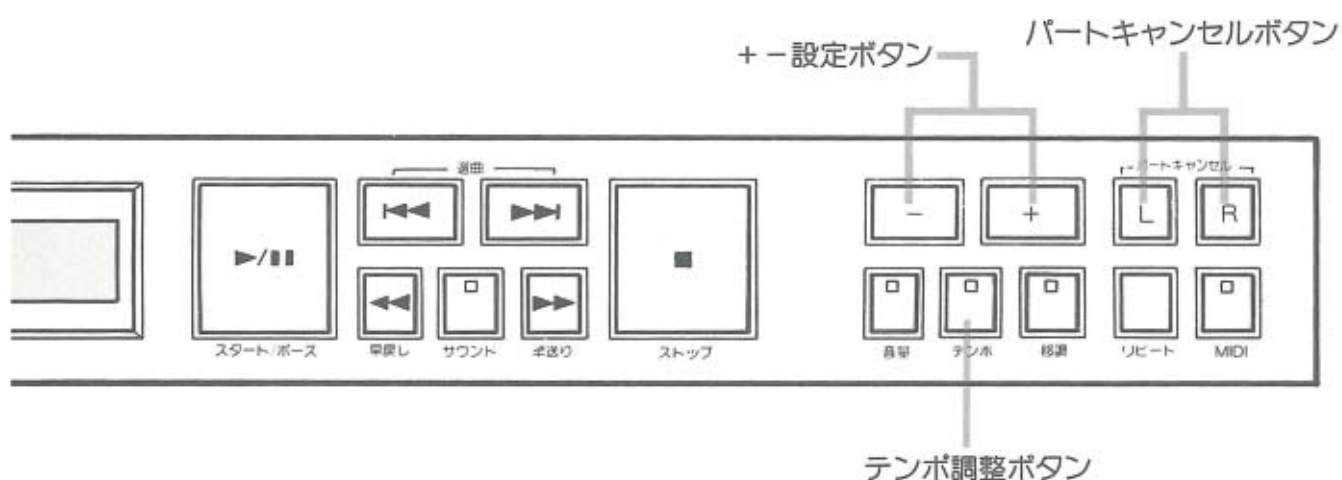 パートキャンセルボタン
+ −設定ボタン
選曲
パートキャンセル
− + L R
スタート/ポーズ 早戻し サウンド 早送り ストップ 音量 テンポ 移調 リピート MIDI
テンポ調整ボタン